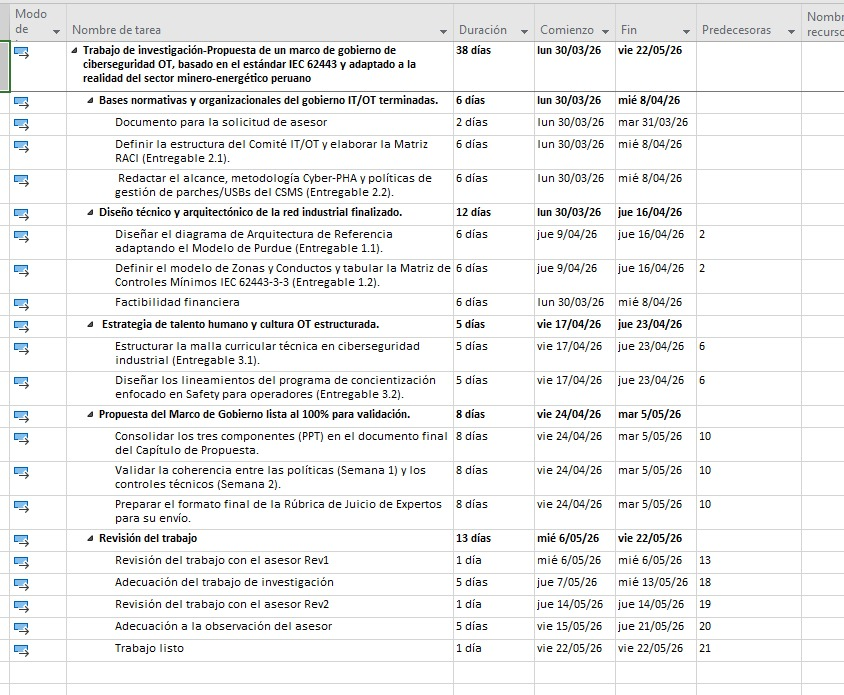 Modo de
Nombre de tarea
Duración
Comienzo
Fin
Predecesoras
Nombr
recurso
Trabajo de investigación-Propuesta de un marco de gobierno de
ciberseguridad OT, basado en el estándar IEC 62443 y adaptado a la
realidad del sector minero-energético peruano
38 días
lun 30/03/26
vie 22/05/26
Bases normativas y organizacionales del gobierno IT/OT terminadas.
6 días
lun 30/03/26
mié 8/04/26
Documento para la solicitud de asesor
2 días
lun 30/03/26
mar 31/03/26
Definir la estructura del Comité IT/OT y elaborar la Matriz
RACI (Entregable 2.1).
6 días
lun 30/03/26
mié 8/04/26
Redactar el alcance, metodología Cyber-PHA y políticas de
gestión de parches/USBs del CSMS (Entregable 2.2).
6 días
lun 30/03/26
mié 8/04/26
Diseño técnico y arquitectónico de la red industrial finalizado.
12 días
lun 30/03/26
jue 16/04/26
Diseñar el diagrama de Arquitectura de Referencia
adaptando el Modelo de Purdue (Entregable 1.1).
6 días
jue 9/04/26
jue 16/04/26
2
Definir el modelo de Zonas y Conductos y tabular la Matriz de
Controles Mínimos IEC 62443-3-3 (Entregable 1.2).
6 días
jue 9/04/26
jue 16/04/26
2
Factibilidad financiera
6 días
lun 30/03/26
mié 8/04/26
Estrategia de talento humano y cultura OT estructurada.
5 días
vie 17/04/26
jue 23/04/26
Estructurar la malla curricular técnica en ciberseguridad
industrial (Entregable 3.1).
5 días
vie 17/04/26
jue 23/04/26
6
Diseñar los lineamientos del programa de concientización
enfocado en Safety para operadores (Entregable 3.2).
5 días
vie 17/04/26
jue 23/04/26
6
Propuesta del Marco de Gobierno lista al 100% para validación.
8 días
vie 24/04/26
mar 5/05/26
Consolidar los tres componentes (PPT) en el documento final
del Capítulo de Propuesta.
8 días
vie 24/04/26
mar 5/05/26
10
Validar la coherencia entre las políticas (Semana 1) y los
controles técnicos (Semana 2).
8 días
vie 24/04/26
mar 5/05/26
10
Preparar el formato final de la Rúbrica de Juicio de Expertos
para su envío.
8 días
vie 24/04/26
mar 5/05/26
10
Revisión del trabajo
13 días
mié 6/05/26
vie 22/05/26
Revisión del trabajo con el asesor Rev1
1 día
mié 6/05/26
mié 6/05/26
13
Adecuación del trabajo de investigación
5 días
jue 7/05/26
mié 13/05/26
18
Revisión del trabajo con el asesor Rev2
1 día
jue 14/05/26
jue 14/05/26
19
Adecuación a la observación del asesor
5 días
vie 15/05/26
jue 21/05/26
20
Trabajo listo
1 día
vie 22/05/26
vie 22/05/26
21